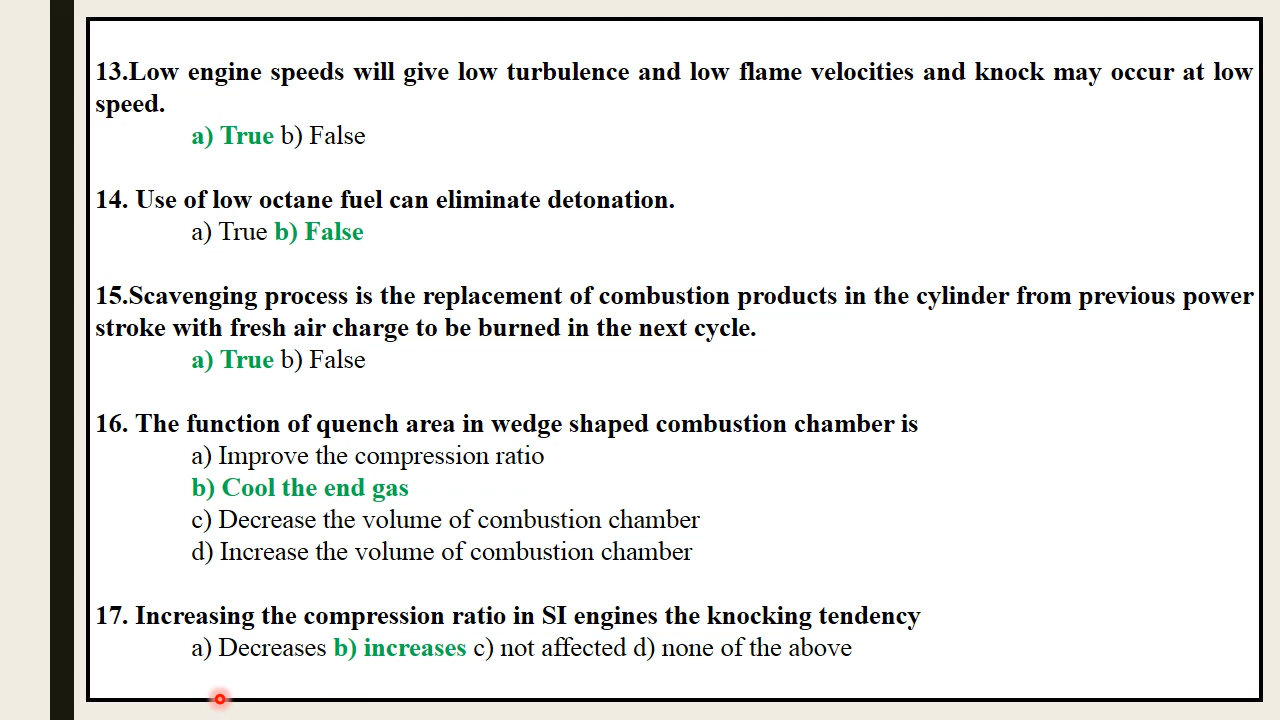 13.Low engine speeds will give low turbulence and low flame velocities and knock may occur at low
speed.
a) True b) False
14. Use of low octane fuel can eliminate detonation.
a) True b) False
15.Scavenging process is the replacement of combustion products in the cylinder from previous power
stroke with fresh air charge to be burned in the next cycle.
a) True b) False
16. The function of quench area in wedge shaped combustion chamber is
a) Improve the compression ratio
b) Cool the end gas
c) Decrease the volume of combustion chamber
d) Increase the volume of combustion chamber
17. Increasing the compression ratio in SI engines the knocking tendency
a) Decreases b) increases c) not affected d) none of the above